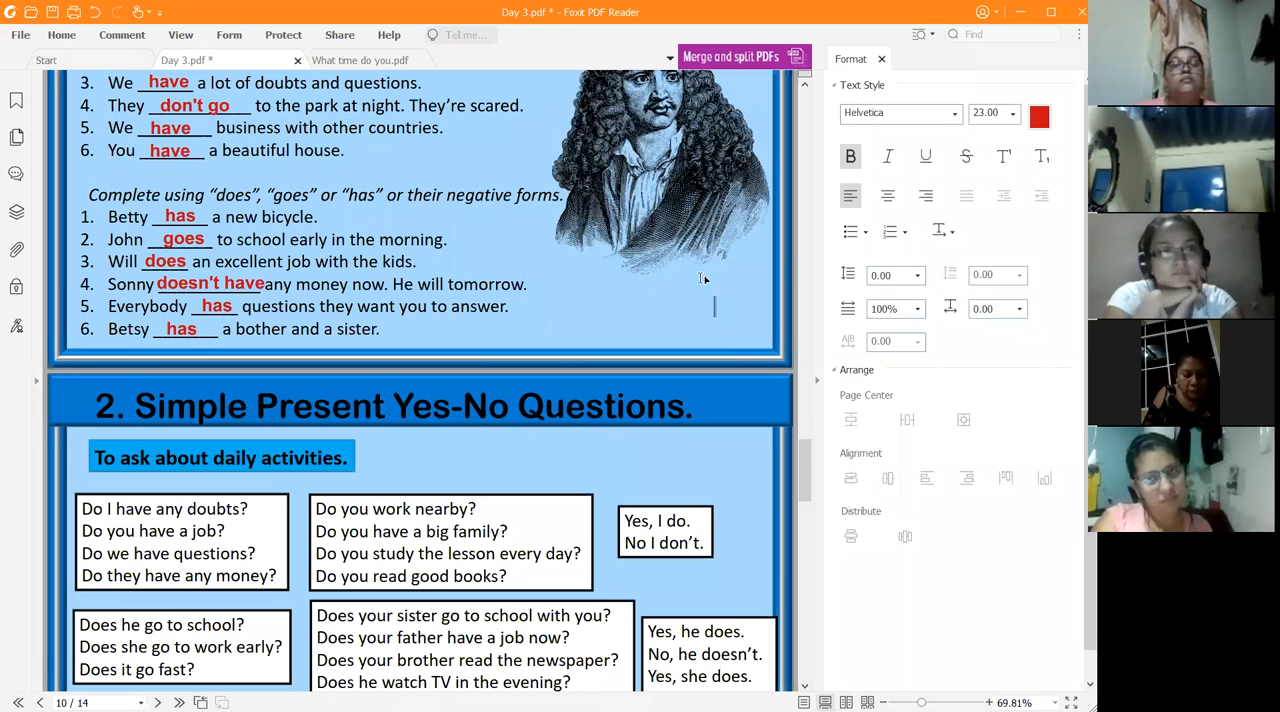 Day 3.pdf * - Foxit PDF Reader
File Home Comment View Form Protect Share Help Tell me... Find
Start Day 3.pdf * What time do you.pdf Merge and split PDFs
3. We have a lot of doubts and questions.
4. They don't go to the park at night. They're scared.
5. We have business with other countries.
6. You have a beautiful house.
Complete using “does”, “goes” or “has” or their negative forms.
1. Betty has a new bicycle.
2. John goes to school early in the morning.
3. Will does an excellent job with the kids.
4. Sonny doesn't have any money now. He will tomorrow.
5. Everybody has questions they want you to answer.
6. Betsy has a bother and a sister.
2. Simple Present Yes-No Questions.
To ask about daily activities.
Do I have any doubts?
Do you have a job?
Do we have questions?
Do they have any money?
Do you work nearby?
Do you have a big family?
Do you study the lesson every day?
Do you read good books?
Yes, I do.
No I don't.
Does he go to school?
Does she go to work early?
Does it go fast?
Does your sister go to school with you?
Does your father have a job now?
Does your brother read the newspaper?
Does he watch TV in the evening?
Yes, he does.
No, he doesn't.
Yes, she does.
Format
Text Style
Helvetica 23.00
B I U S T T
0.00 0.00
100% 0.00
0.00
Arrange
Page Center
Alignment
Distribute
10 / 14
69.81%